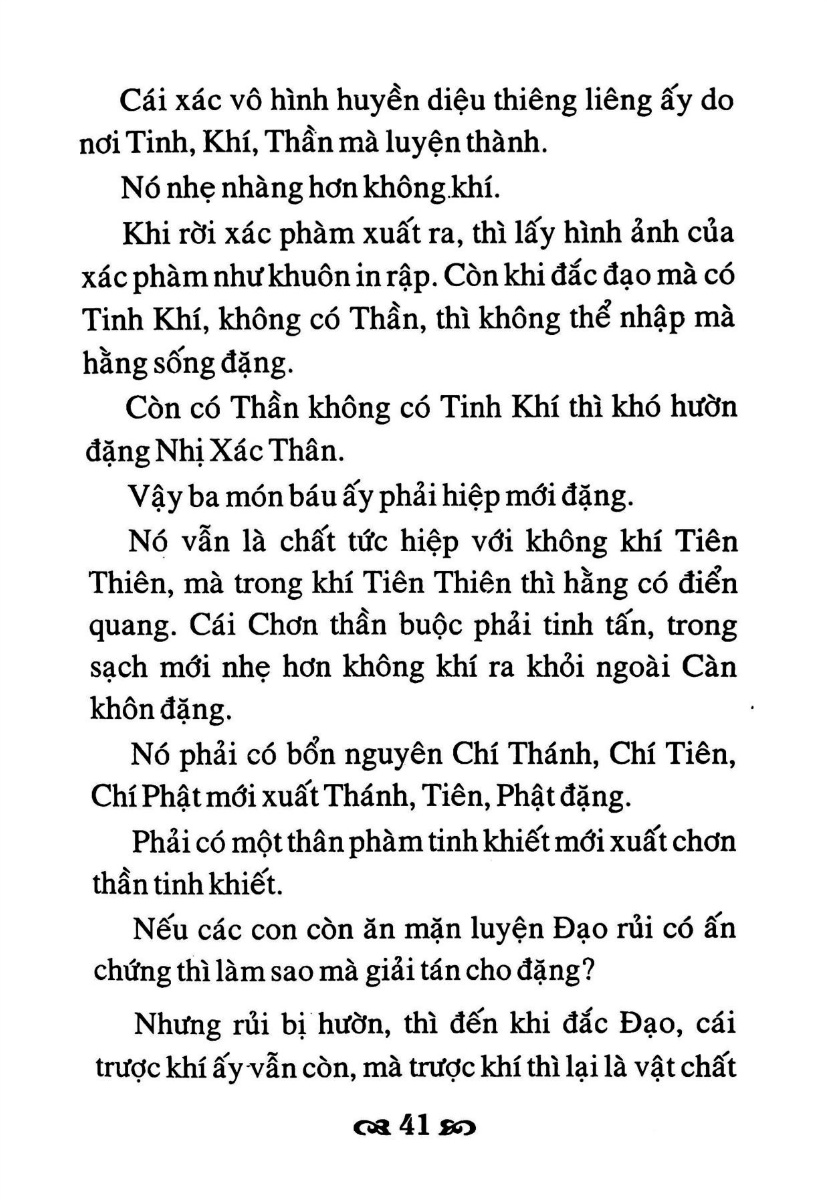 Cái xác vô hình huyền diệu thiêng liêng ấy do
nơi Tinh, Khí, Thần mà luyện thành.
Nó nhẹ nhàng hơn không khí.
Khi rời xác phàm xuất ra, thì lấy hình ảnh của
xác phàm như khuôn in rập. Còn khi đắc đạo mà có
Tinh Khí, không có Thần, thì không thể nhập mà
hằng sống đặng.
Còn có Thần không có Tinh Khí thì khó hườn
đặng Nhị Xác Thân.
Vậy ba món báu ấy phải hiệp mới đặng.
Nó vẫn là chất tức hiệp với không khí Tiên
Thiên, mà trong khí Tiên Thiên thì hằng có điển
quang. Cái Chơn thần buộc phải tinh tấn, trong
sạch mới nhẹ hơn không khí ra khỏi ngoài Càn
khôn đặng.
Nó phải có bổn nguyên Chí Thánh, Chí Tiên,
Chí Phật mới xuất Thánh, Tiên, Phật đặng.
Phải có một thân phàm tinh khiết mới xuất chơn
thần tinh khiết.
Nếu các con còn ăn mặn luyện Đạo rủi có ấn
chứng thì làm sao mà giải tán cho đặng?
Nhưng rủi bị hườn, thì đến khi đắc Đạo, cái
trược khí ấy vẫn còn, mà trược khí thì lại là vật chất
41